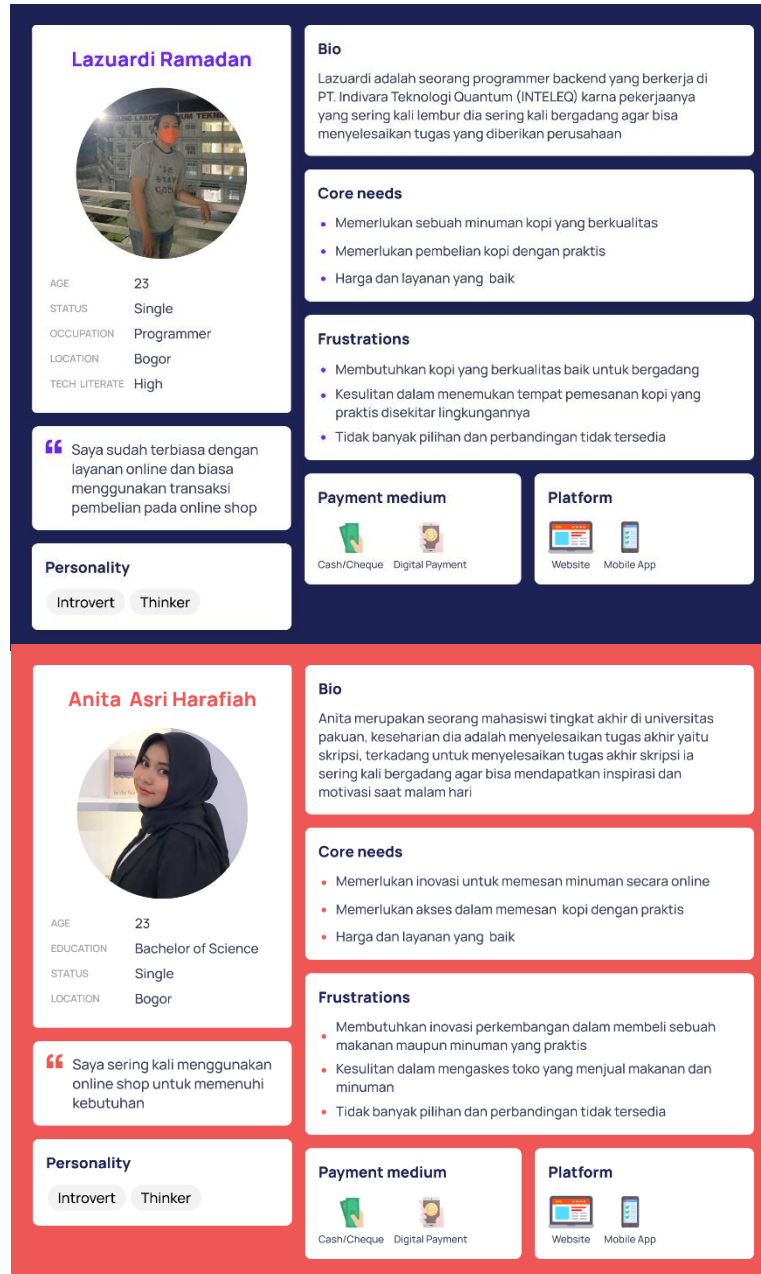 Lazuardi Ramadan
AGE 23
STATUS Single
OCCUPATION Programmer
LOCATION Bogor
TECH LITERATE High
Saya sudah terbiasa dengan
layanan online dan biasa
menggunakan transaksi
pembelian pada online shop
Personality
Introvert Thinker
Bio
Lazuardi adalah seorang programmer backend yang berkerja di
PT. Indivara Teknologi Quantum (INTELEQ) karna pekerjaanya
yang sering kali lembur dia sering kali bergadang agar bisa
menyelesaikan tugas yang diberikan perusahaan
Core needs
• Memerlukan sebuah minuman kopi yang berkualitas
• Memerlukan pembelian kopi dengan praktis
• Harga dan layanan yang baik
Frustrations
• Membutuhkan kopi yang berkualitas baik untuk bergadang
• Kesulitan dalam menemukan tempat pemesanan kopi yang
praktis disekitar lingkungannya
• Tidak banyak pilihan dan perbandingan tidak tersedia
Payment medium
Cash/Cheque Digital Payment
Platform
Website Mobile App
Anita Asri Harafiah
AGE 23
EDUCATION Bachelor of Science
STATUS Single
LOCATION Bogor
Saya sering kali menggunakan
online shop untuk memenuhi
kebutuhan
Personality
Introvert Thinker
Bio
Anita merupakan seorang mahasiswi tingkat akhir di universitas
pakuan, keseharian dia adalah menyelesaikan tugas akhir yaitu
skripsi, terkadang untuk menyelesaikan tugas akhir skripsi ia
sering kali bergadang agar bisa mendapatkan inspirasi dan
motivasi saat malam hari
Core needs
• Memerlukan inovasi untuk memesan minuman secara online
• Memerlukan akses dalam memesan kopi dengan praktis
• Harga dan layanan yang baik
Frustrations
• Membutuhkan inovasi perkembangan dalam membeli sebuah
makanan maupun minuman yang praktis
• Kesulitan dalam mengaskes toko yang menjual makanan dan
minuman
• Tidak banyak pilihan dan perbandingan tidak tersedia
Payment medium
Cash/Cheque Digital Payment
Platform
Website Mobile App